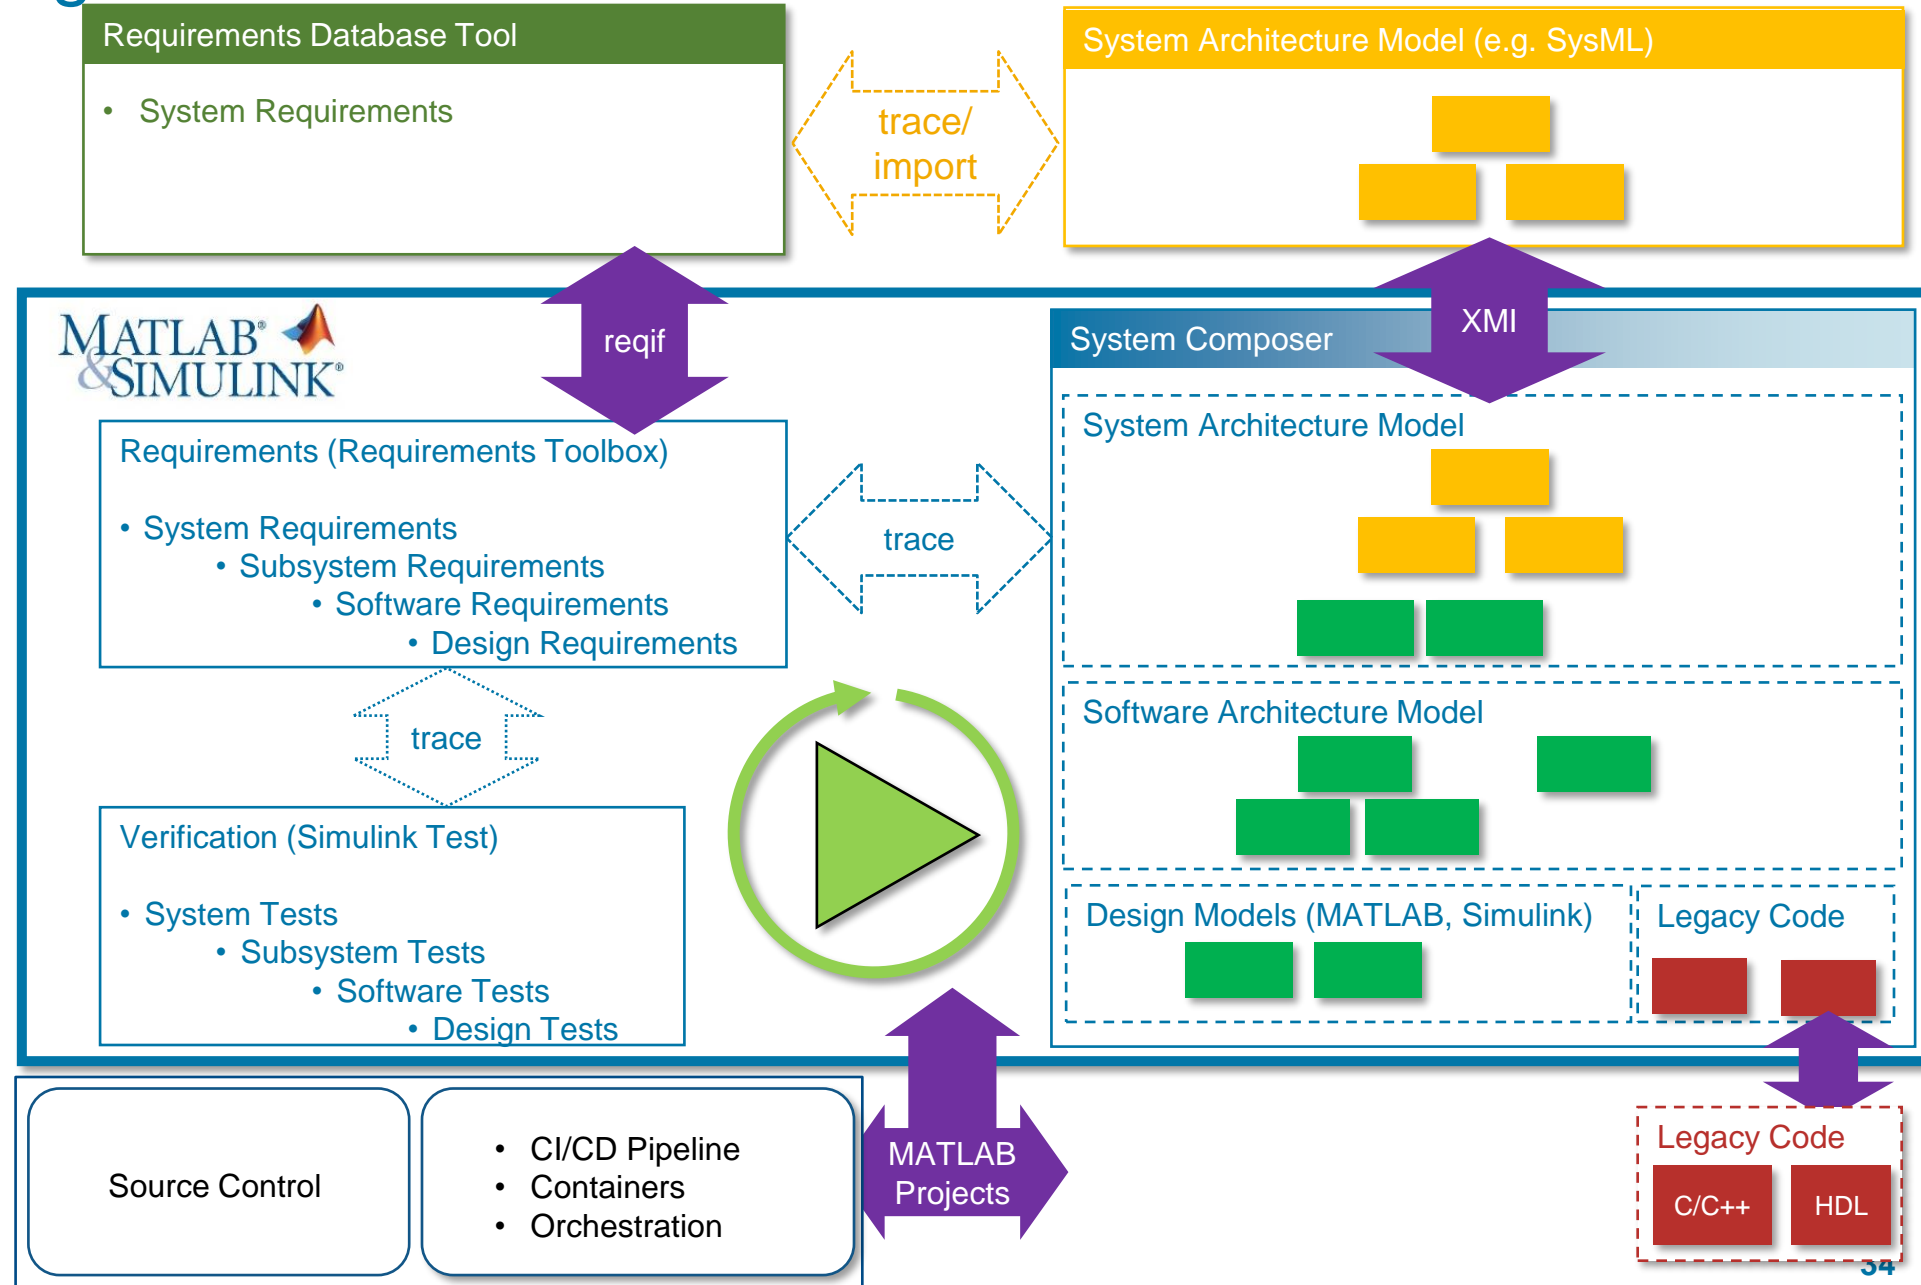 Requirements Database Tool
• System Requirements
trace/
import
System Architecture Model (e.g. SysML)
reqif
XMI
MATLAB®
&SIMULINK®
System Composer
Requirements (Requirements Toolbox)
• System Requirements
• Subsystem Requirements
• Software Requirements
• Design Requirements
trace
System Architecture Model
trace
Software Architecture Model
Verification (Simulink Test)
• System Tests
• Subsystem Tests
• Software Tests
• Design Tests
Design Models (MATLAB, Simulink)
Legacy Code
Source Control
• CI/CD Pipeline
• Containers
• Orchestration
MATLAB
Projects
Legacy Code
C/C++
HDL
34